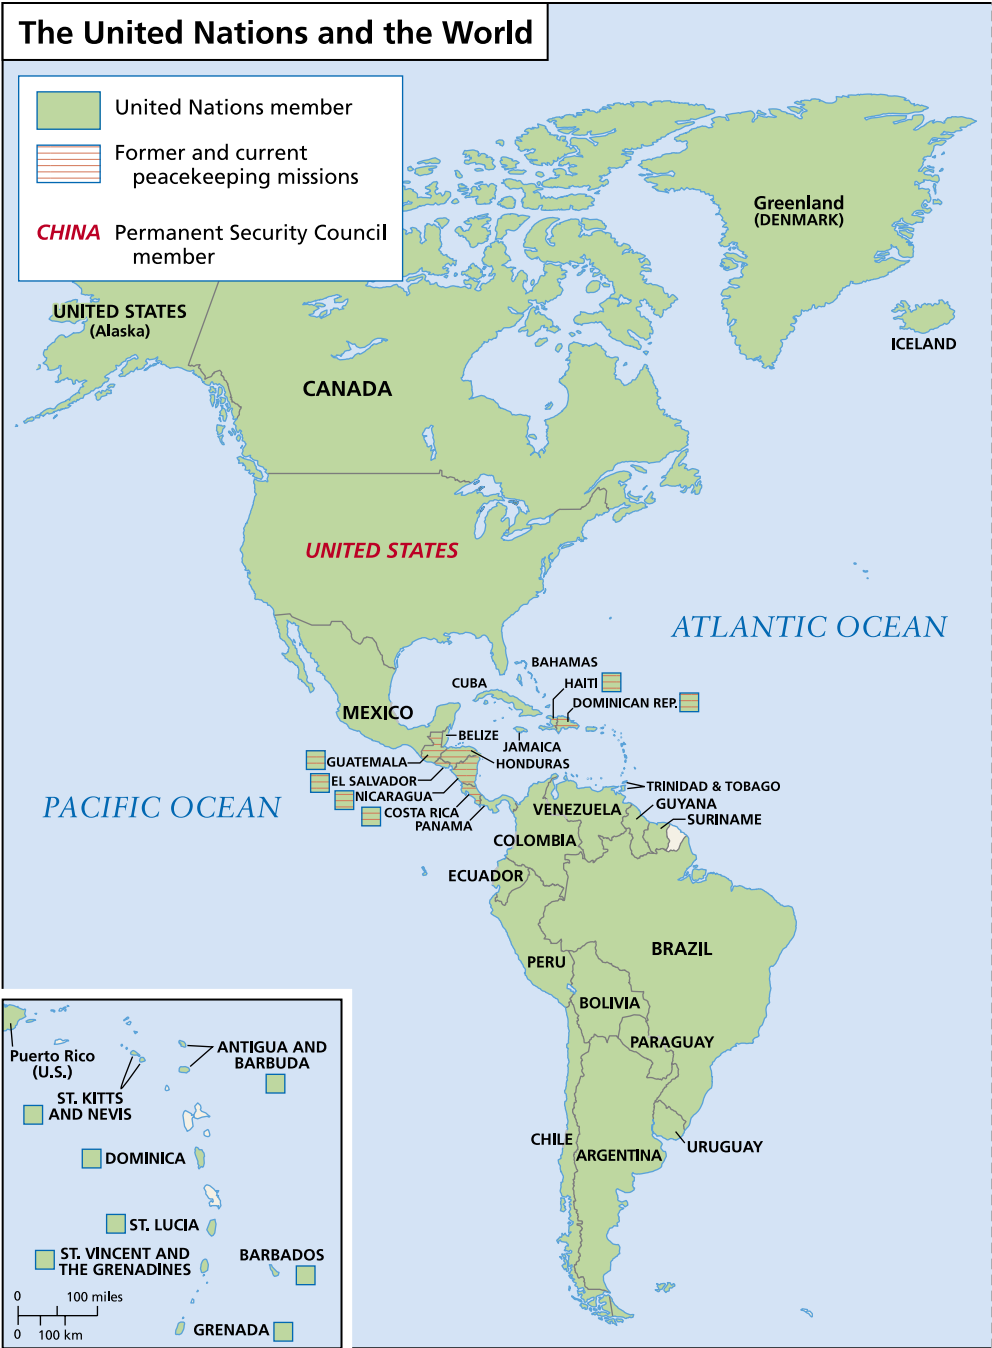 The United Nations and the World
United Nations member
Former and current
peacekeeping missions
CHINA Permanent Security Council
member
Greenland
(DENMARK)
UNITED STATES
(Alaska)
ICELAND
CANADA
UNITED STATES
ATLANTIC OCEAN
BAHAMAS
CUBA
HAITI
DOMINICAN REP.
MEXICO
BELIZE
JAMAICA
GUATEMALA
HONDURAS
EL SALVADOR
NICARAGUA
COSTA RICA
PANAMA
PACIFIC OCEAN
TRINIDAD & TOBAGO
GUYANA
VENEZUELA
SURINAME
COLOMBIA
ECUADOR
BRAZIL
PERU
BOLIVIA
PARAGUAY
CHILE
ARGENTINA
URUGUAY
Puerto Rico
(U.S.)
ANTIGUA AND
BARBUDA
ST. KITTS
AND NEVIS
DOMINICA
ST. LUCIA
ST. VINCENT AND
THE GRENADINES
BARBADOS
0 100 miles
0 100 km
GRENADA